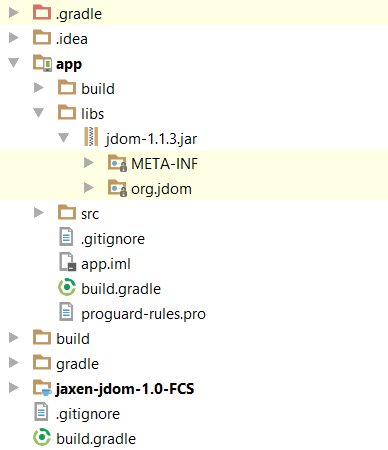 .gradle
.idea
app
build
libs
jdom-1.1.3.jar
META-INF
org.jdom
src
.gitignore
app.iml
build.gradle
proguard-rules.pro
build
gradle
jaxen-jdom-1.0-FCS
.gitignore
build.gradle